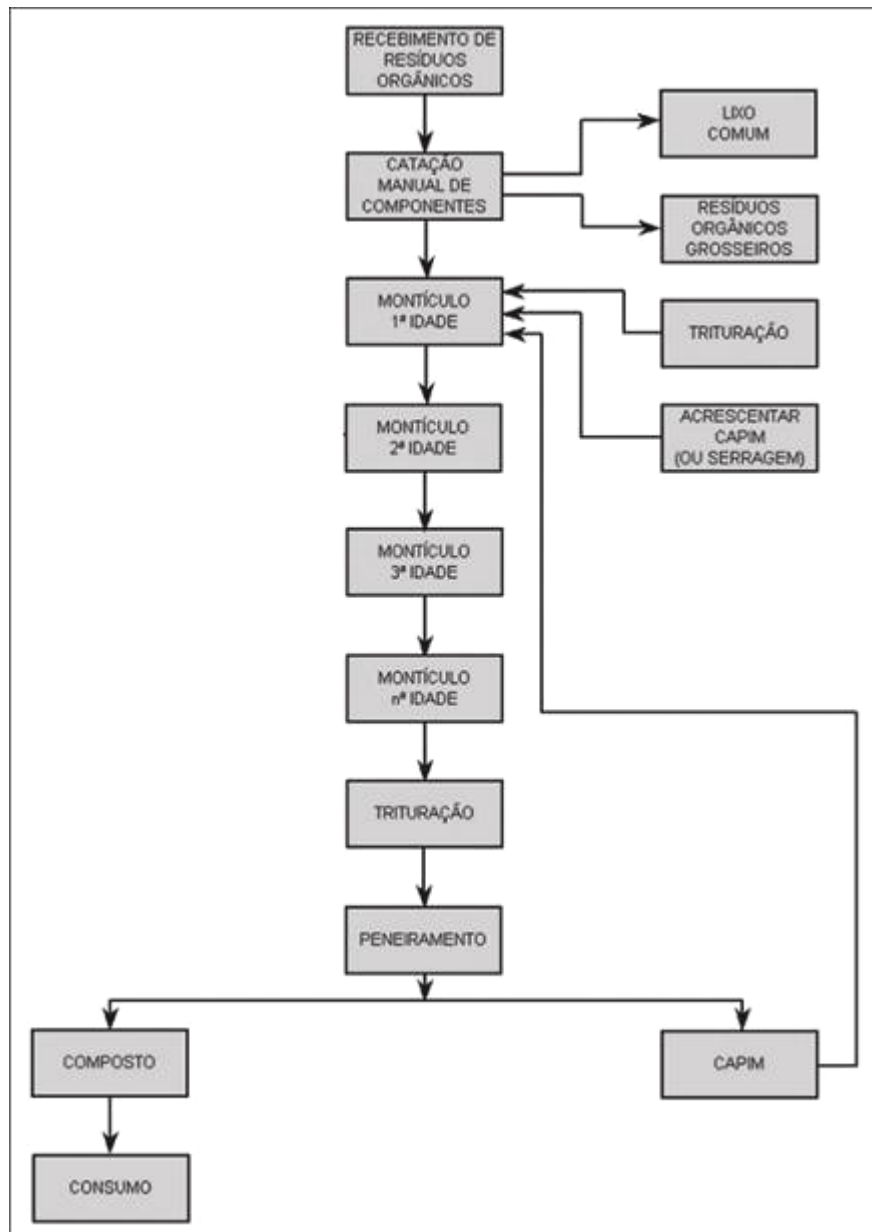 RECEBIMENTO DE
RESÍDUOS
ORGÂNICOS
LIXO
COMUM
CATAÇÃO
MANUAL DE
COMPONENTES
RESÍDUOS
ORGÂNICOS
GROSSEIROS
MONTÍCULO
1ª IDADE
TRITURAÇÃO
ACRESCENTAR
CAPIM
(OU SERRAGEM)
MONTÍCULO
2ª IDADE
MONTÍCULO
3ª IDADE
MONTÍCULO
nª IDADE
TRITURAÇÃO
PENEIRAMENTO
COMPOSTO
CAPIM
CONSUMO